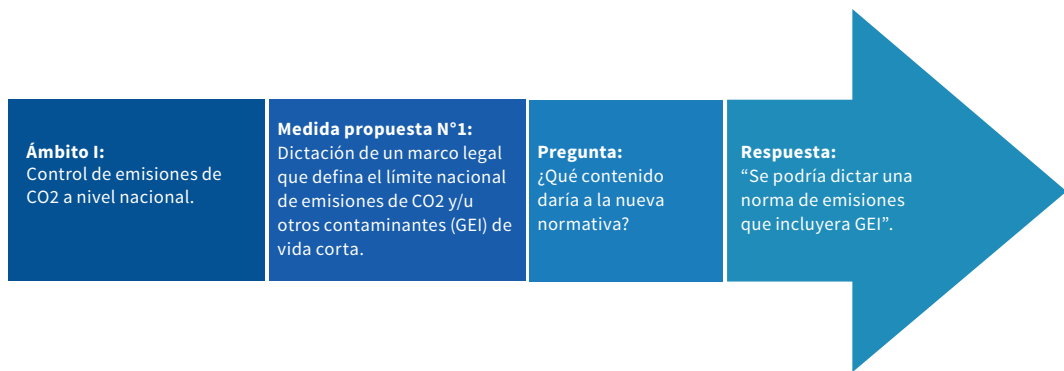 Ámbito I:
Control de emisiones de
CO2 a nivel nacional.
Medida propuesta N°1:
Dictación de un marco legal
que defina el límite nacional
de emisiones de CO2 y/u
otros contaminantes (GEI) de
vida corta.
Pregunta:
¿Qué contenido
daría a la nueva
normativa?
Respuesta:
“Se podría dictar una
norma de emisiones
que incluyera GEI”.